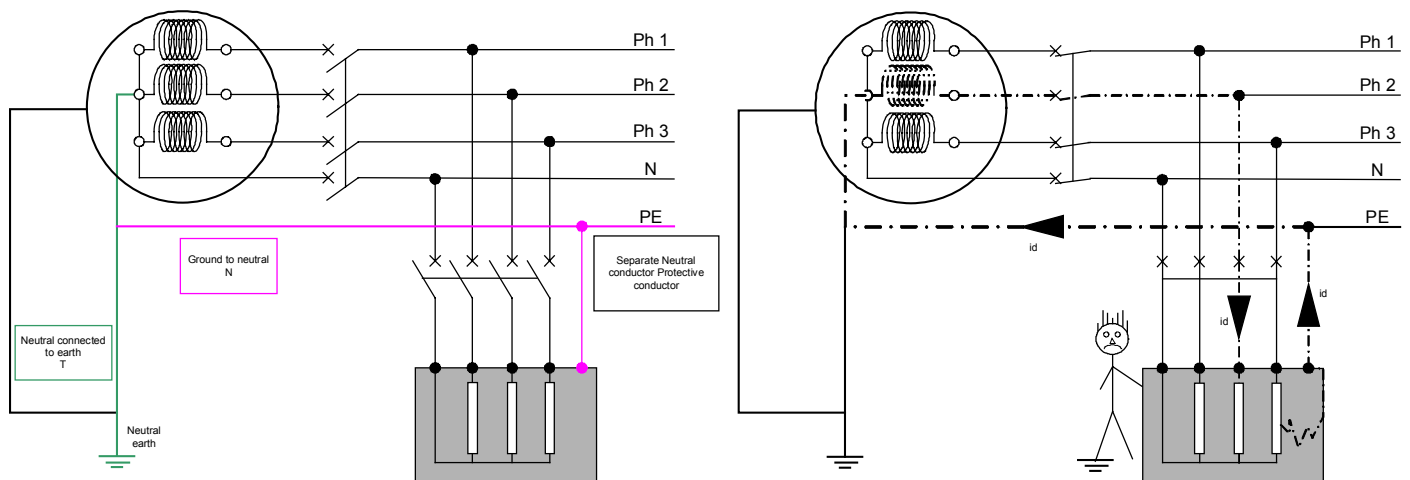 Ph 1
Ph 2
Ph 3
N
PE
Ground to neutral
N
Separate Neutral
conductor Protective
conductor
Neutral connected
to earth
T
Neutral
earth
Ph 1
Ph 2
Ph 3
N
PE
id
id
id